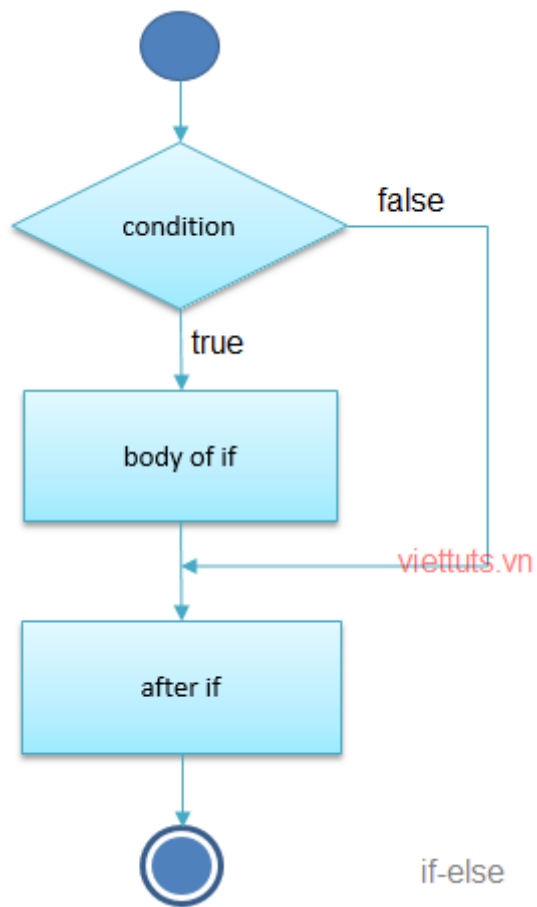 condition
false
true
body of if
viettuts.vn
after if
if-else